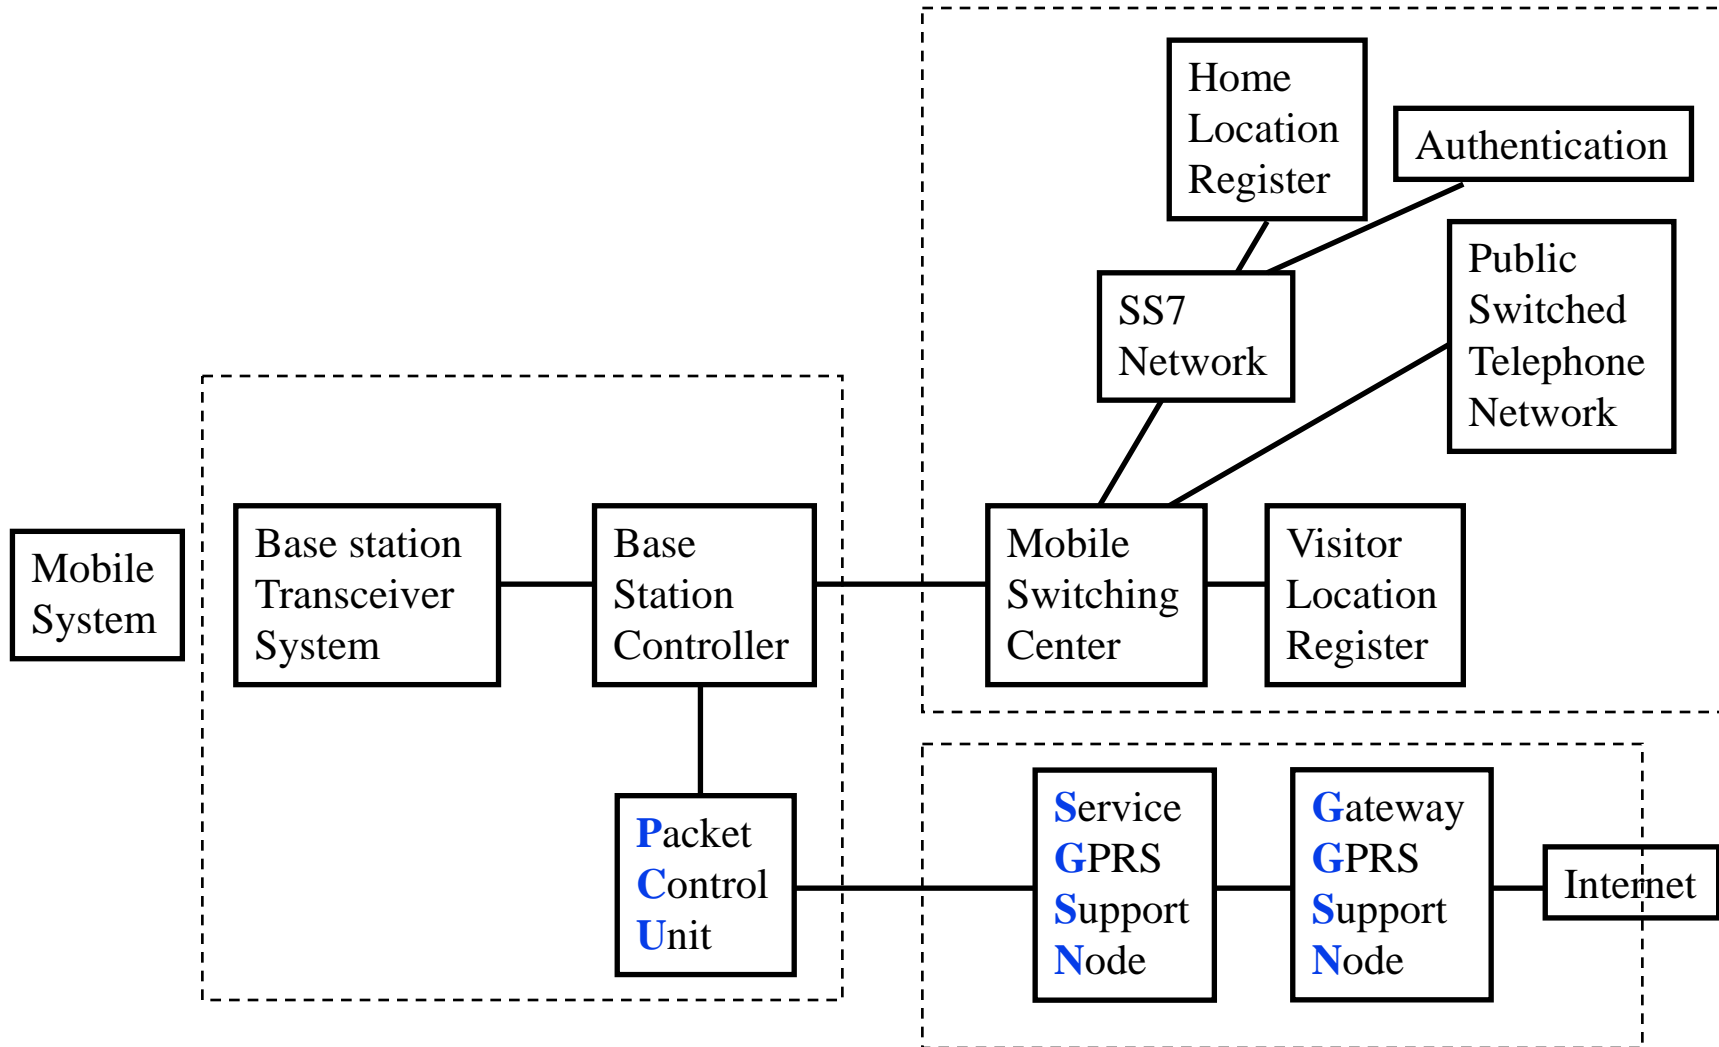 Home
Location
Register
Authentication
Public
Switched
Telephone
Network
SS7
Network
Mobile
System
Base station
Transceiver
System
Base
Station
Controller
Mobile
Switching
Center
Visitor
Location
Register
Packet
Control
Unit
Service
GPRS
Support
Node
Gateway
GPRS
Support
Node
Internet